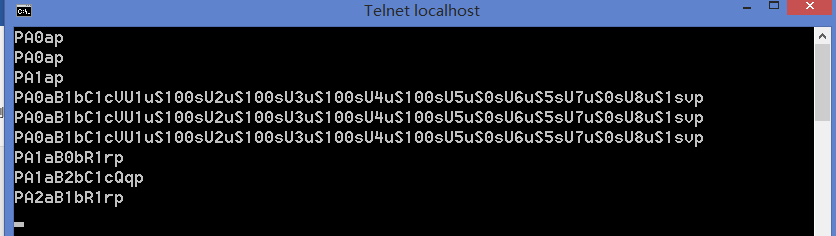 Telnet localhost
PA0ap
PA0ap
PA1ap
PA0aB1bC1cVU1uS100sU2uS100sU3uS100sU4uS100sU5uS0sU6uS5sU7uS0sU8uS1svp
PA0aB1bC1cVU1uS100sU2uS100sU3uS100sU4uS100sU5uS0sU6uS5sU7uS0sU8uS1svp
PA0aB1bC1cVU1uS100sU2uS100sU3uS100sU4uS100sU5uS0sU6uS5sU7uS0sU8uS1svp
PA1aB0bR1rp
PA1aB2bC1cQqp
PA2aB1bR1rp